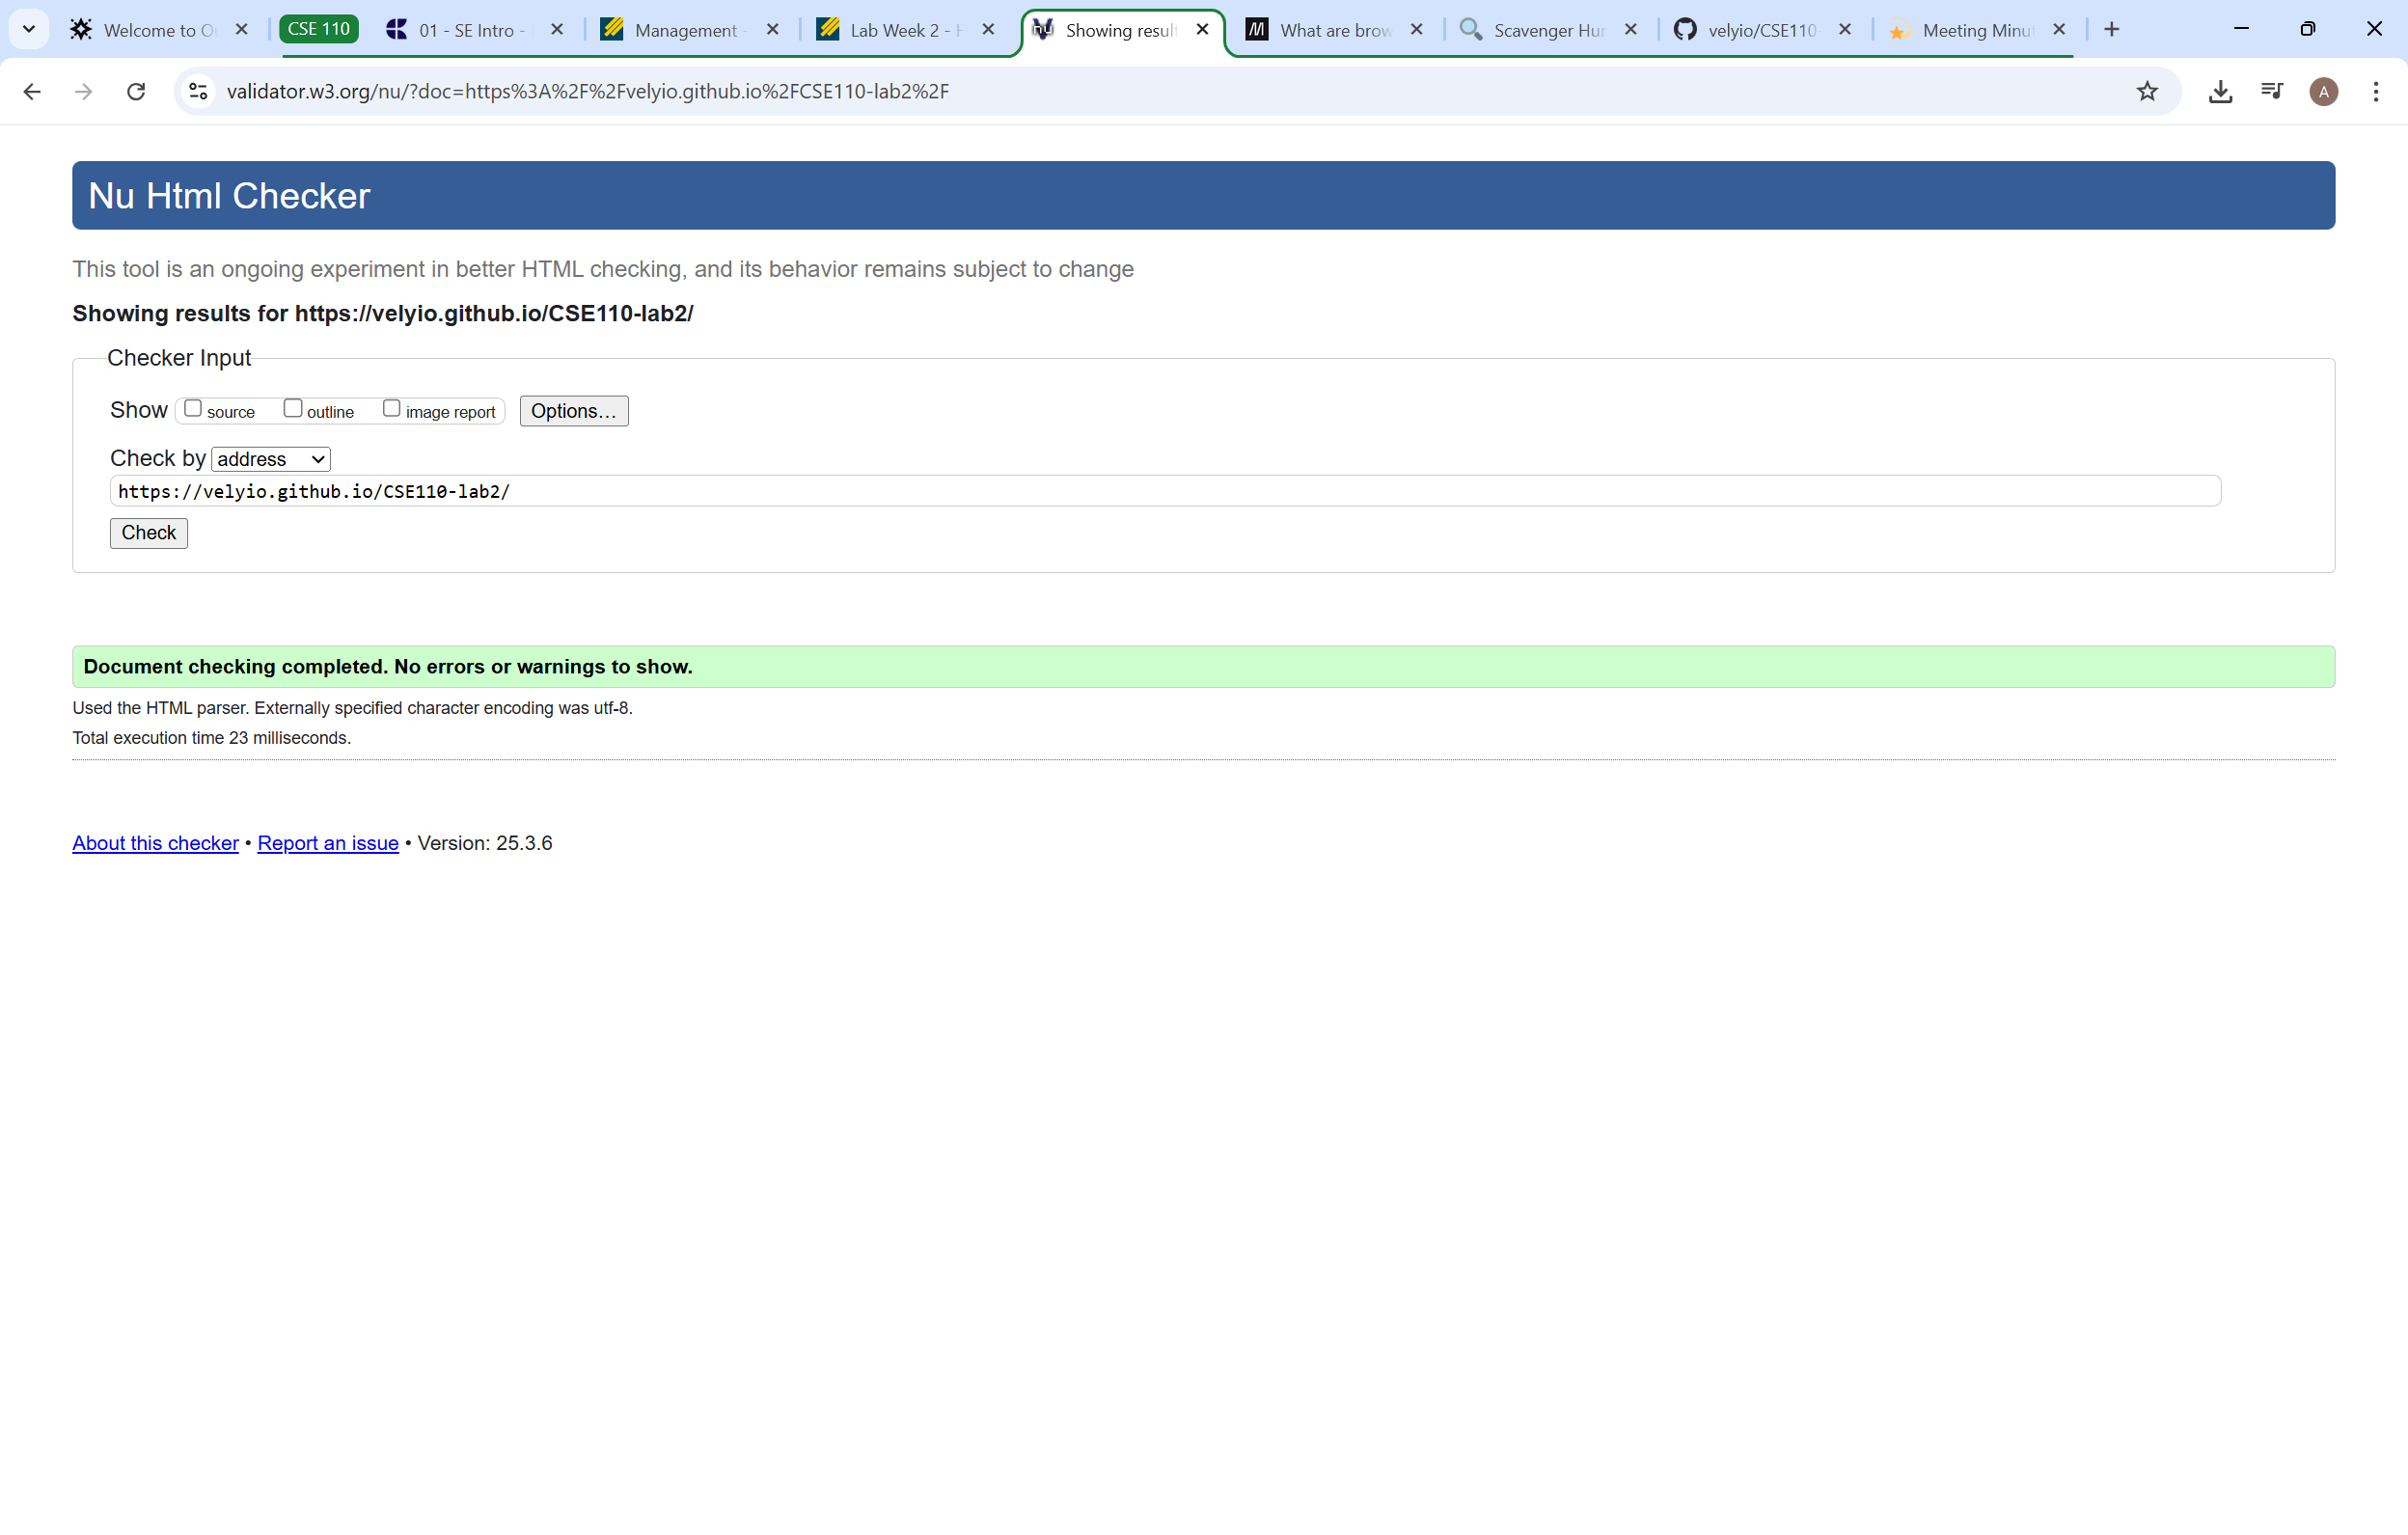 Welcome to O
CSE 110
01 - SE Intro -
Management -
Lab Week 2 - H
Showing result
What are brow
Scavenger Hun
velyio/CSE110-
Meeting Minut
validator.w3.org/nu/?doc=https%3A%2F%2Fvelyio.github.io%2FCSE110-lab2%2F
A
Nu Html Checker
This tool is an ongoing experiment in better HTML checking, and its behavior remains subject to change
Showing results for https://velyio.github.io/CSE110-lab2/
Checker Input
Show source outline image report Options...
Check by address
https://velyio.github.io/CSE110-lab2/
Check
Document checking completed. No errors or warnings to show.
Used the HTML parser. Externally specified character encoding was utf-8.
Total execution time 23 milliseconds.
About this checker • Report an issue • Version: 25.3.6